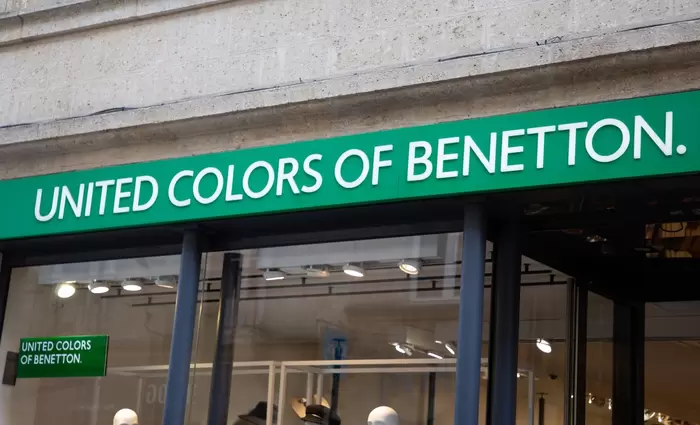 UNITED COLORS OF BENETTON.
UNITED COLORS
OF BENETTON.